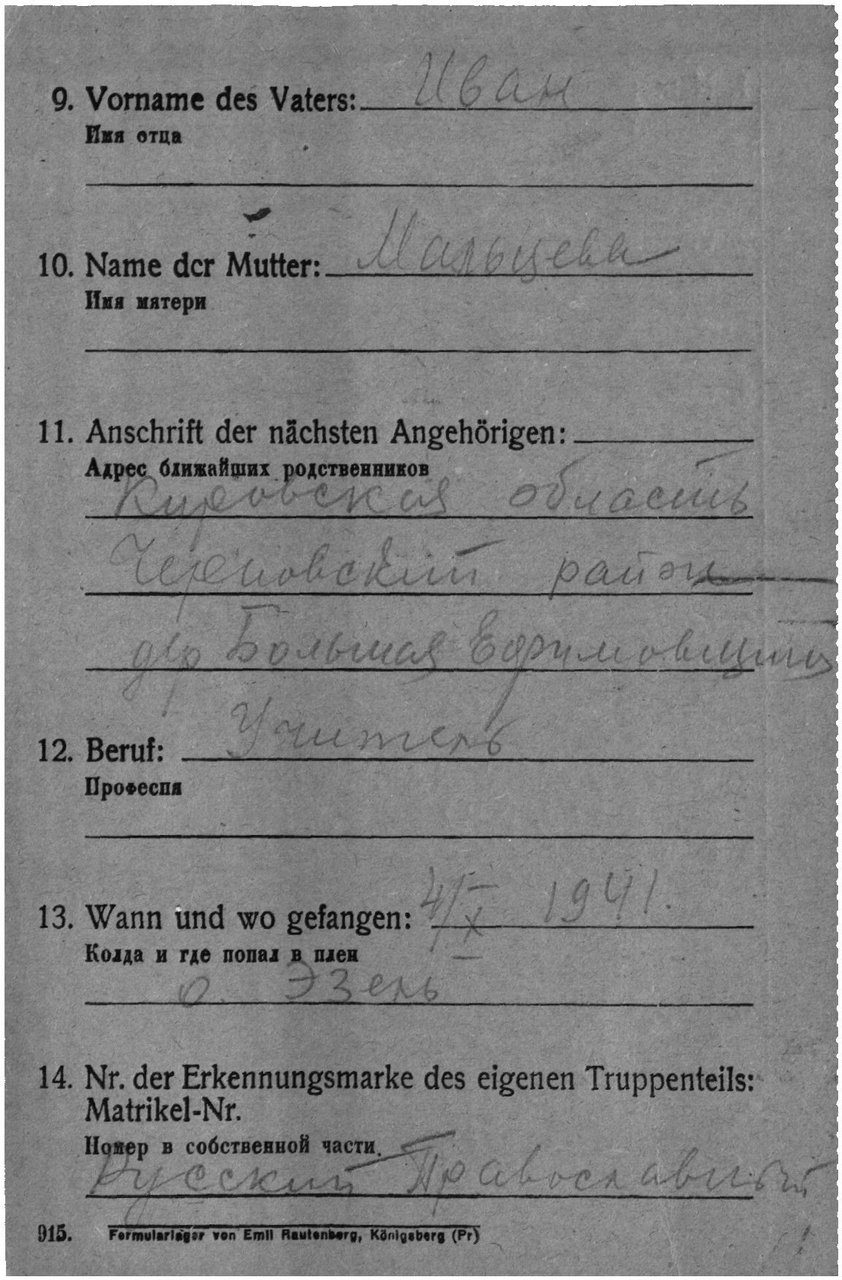 9. Vorname des Vaters: Иван
Имя отца
10. Name der Mutter: Мальцева
Имя мятери
11. Anschrift der nächsten Angehörigen:
Адрес ближайших родственников
Кировская область
Черновский район
дер Большая Ефимовщина
12. Beruf: Учитель
Професия
13. Wann und wo gefangen: 4/X 1941.
Колда и где попал в плен
о. Эзель
14. Nr. der Erkennungsmarke des eigenen Truppenteils:
Matrikel-Nr.
Номер в собственной части.
Русский Православный
915. Formularlager von Emil Rautenberg, Königsberg (Pr)